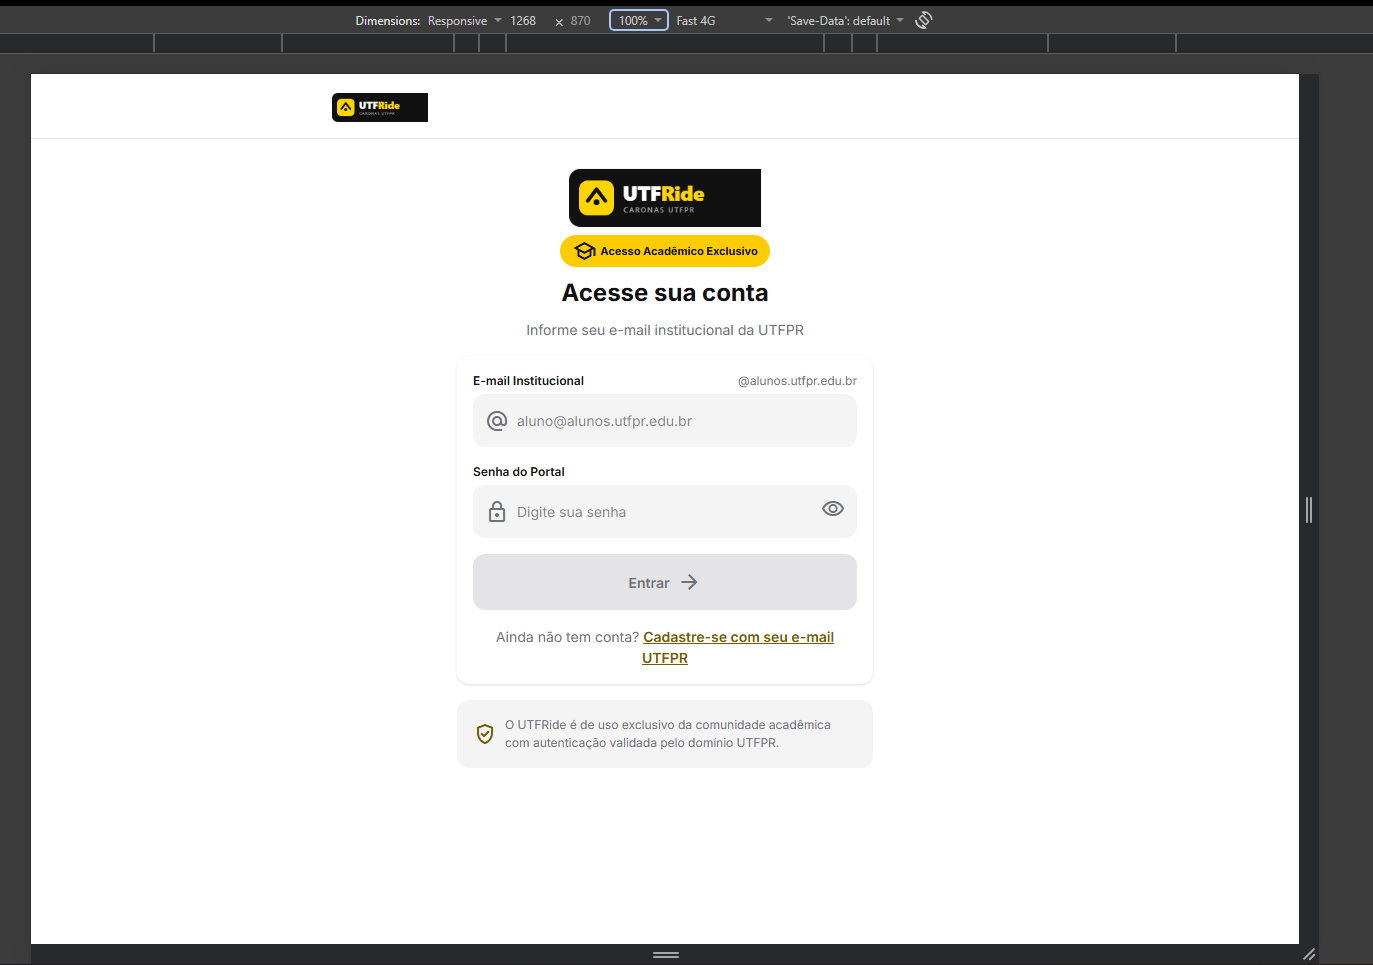 Dimensions: Responsive 1268 × 870 100% Fast 4G 'Save-Data': default
UTFRide
CARONAS UTFPR
UTFRide
CARONAS UTFPR
Acesso Acadêmico Exclusivo
Acesse sua conta
Informe seu e-mail institucional da UTFPR
E-mail Institucional @alunos.utfpr.edu.br
aluno@alunos.utfpr.edu.br
Senha do Portal
Digite sua senha
Entrar
Ainda não tem conta? Cadastre-se com seu e-mail
UTFPR
O UTFRide é de uso exclusivo da comunidade acadêmica
com autenticação validada pelo domínio UTFPR.